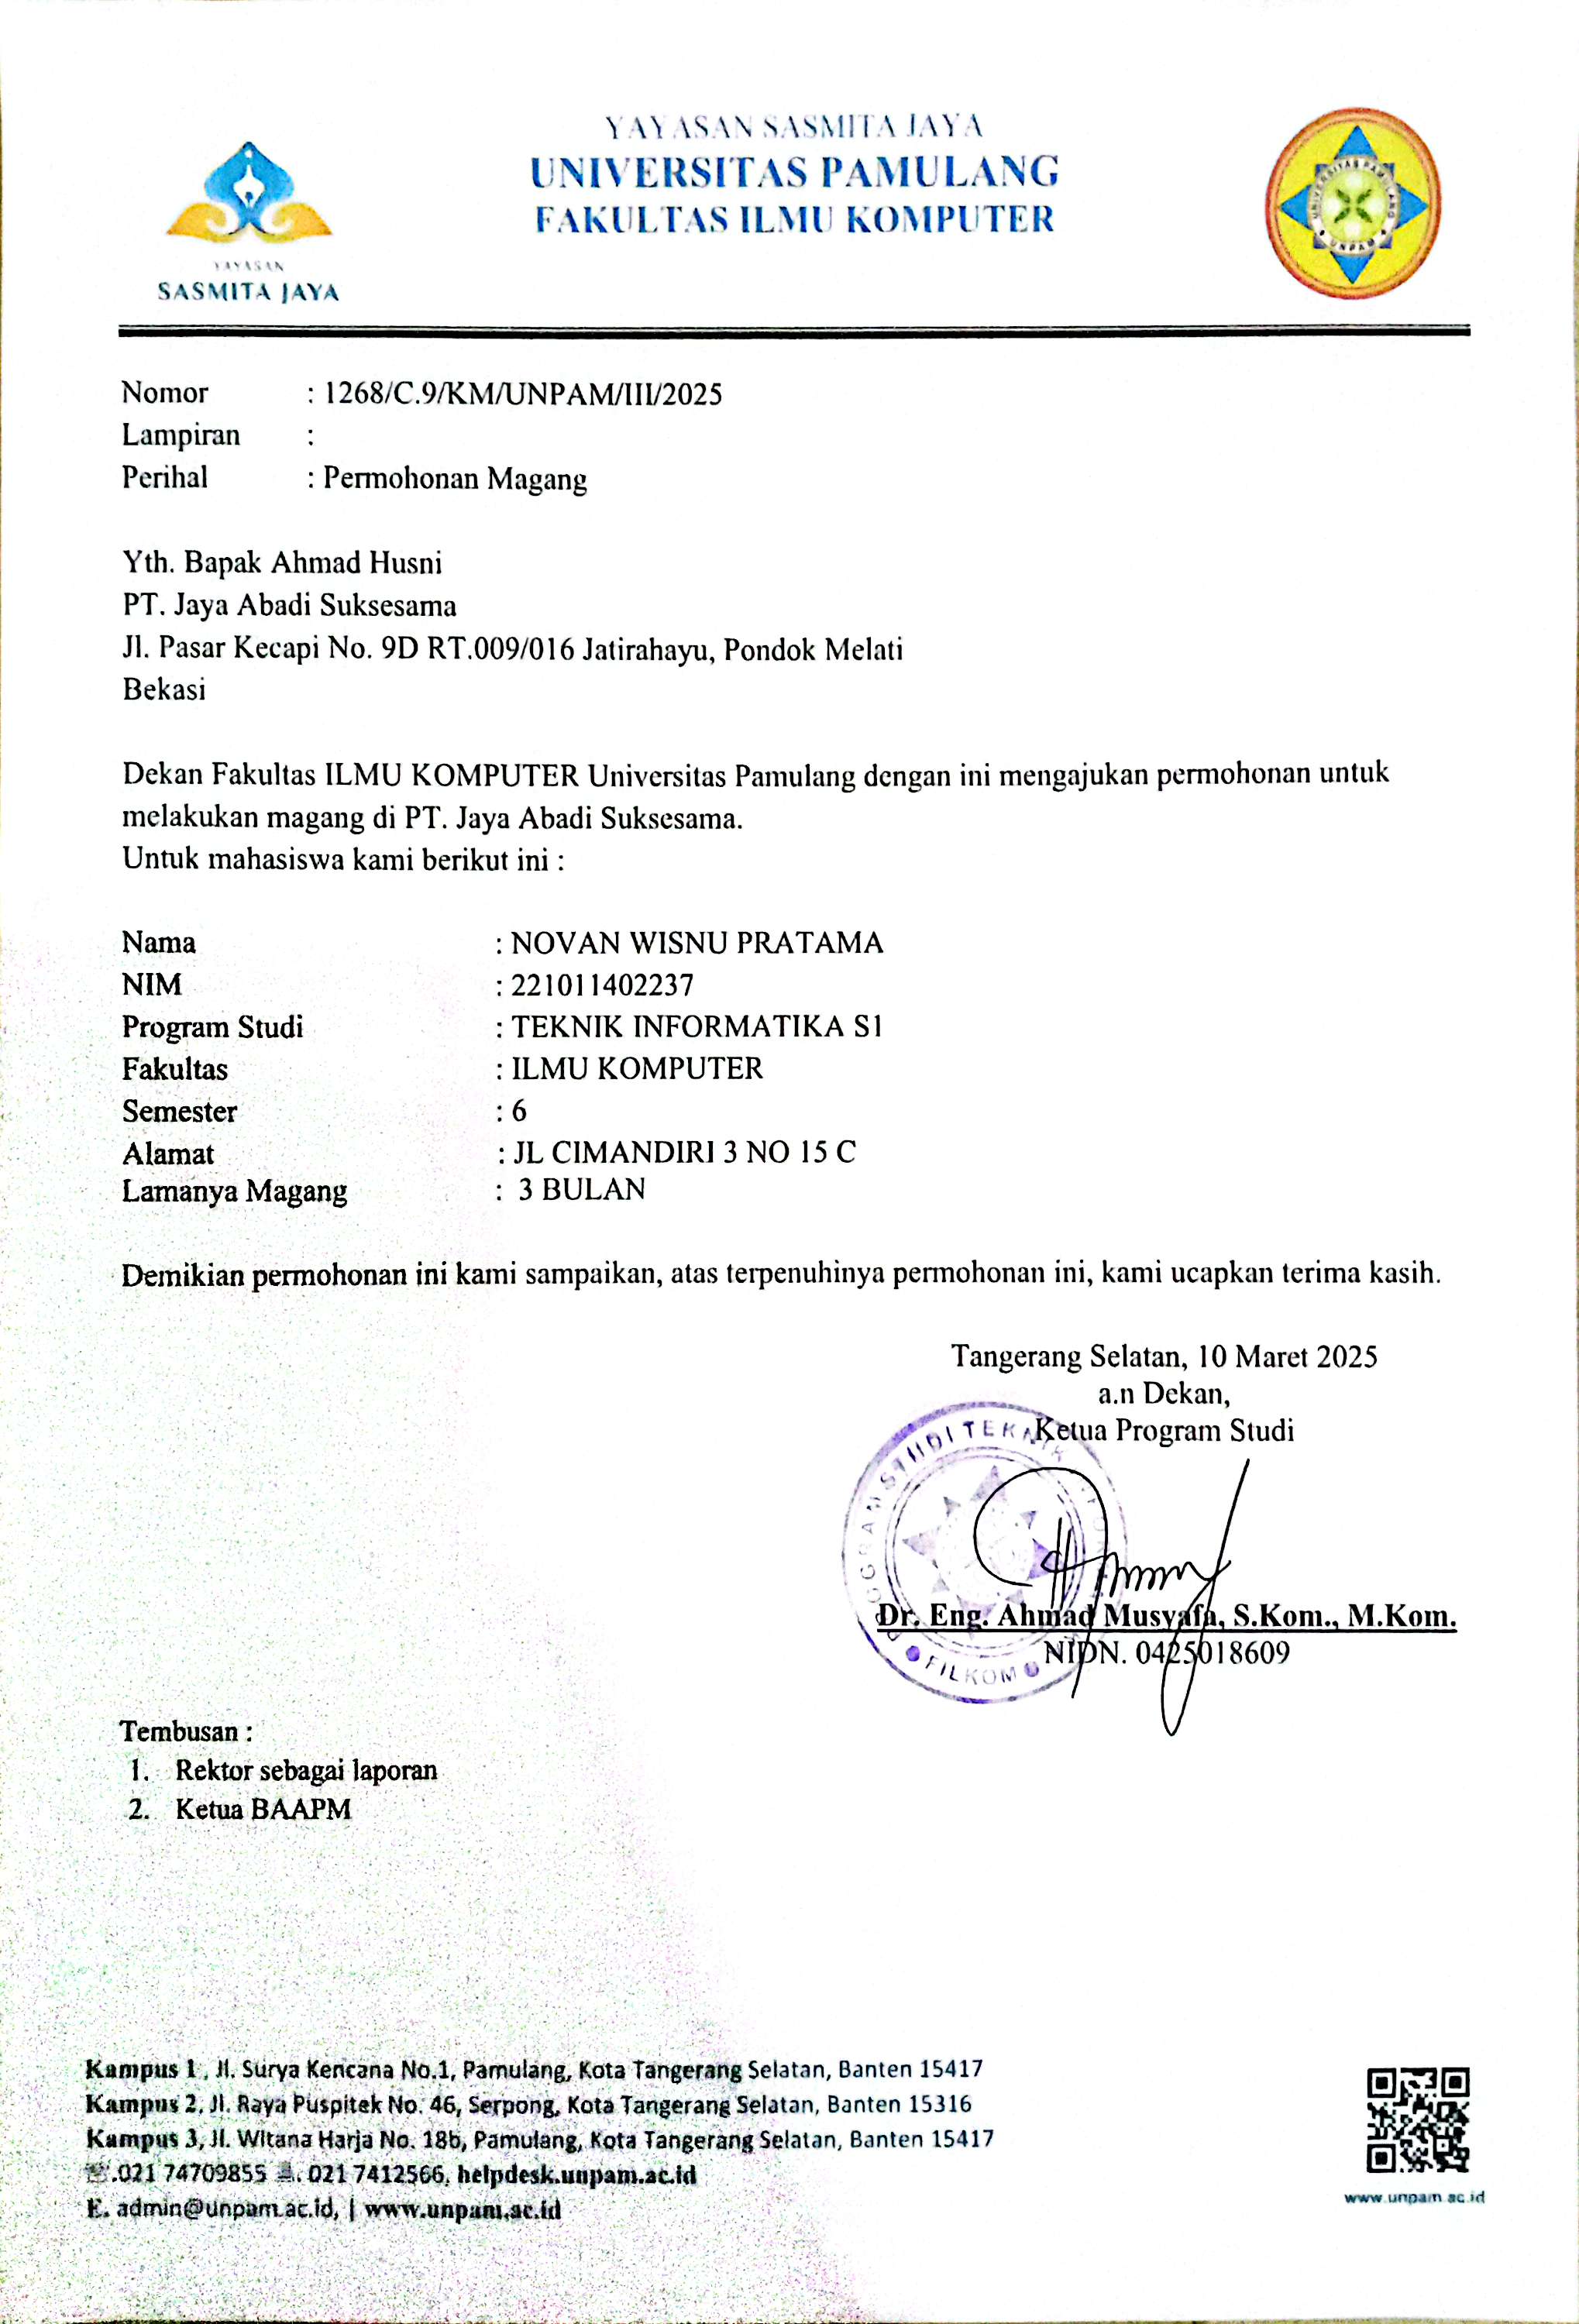 YAYASAN SASMITA JAYA
UNIVERSITAS PAMULANG
FAKULTAS ILMU KOMPUTER
YAYASAN
SASMITA JAYA
UNIVERSITAS PAMULANG
UNPAM
Nomor : 1268/C.9/KM/UNPAM/III/2025
Lampiran :
Perihal : Permohonan Magang
Yth. Bapak Ahmad Husni
PT. Jaya Abadi Suksesama
Jl. Pasar Kecapi No. 9D RT.009/016 Jatirahayu, Pondok Melati
Bekasi
Dekan Fakultas ILMU KOMPUTER Universitas Pamulang dengan ini mengajukan permohonan untuk
melakukan magang di PT. Jaya Abadi Suksesama.
Untuk mahasiswa kami berikut ini :
Nama : NOVAN WISNU PRATAMA
NIM : 221011402237
Program Studi : TEKNIK INFORMATIKA S1
Fakultas : ILMU KOMPUTER
Semester : 6
Alamat : JL CIMANDIRI 3 NO 15 C
Lamanya Magang : 3 BULAN
Demikian permohonan ini kami sampaikan, atas terpenuhinya permohonan ini, kami ucapkan terima kasih.
Tangerang Selatan, 10 Maret 2025
a.n Dekan,
Ketua Program Studi
PROGRAM STUDI TEKNIK
FILKOM
Dr. Eng. Ahmad Musyafa, S.Kom., M.Kom.
NIDN. 0425018609
Tembusan :
1. Rektor sebagai laporan
2. Ketua BAAPM
Kampus 1, Jl. Surya Kencana No.1, Pamulang, Kota Tangerang Selatan, Banten 15417
Kampus 2, Jl. Raya Puspitek No. 46, Serpong, Kota Tangerang Selatan, Banten 15316
Kampus 3, Jl. Witana Harja No. 18b, Pamulang, Kota Tangerang Selatan, Banten 15417
☏.021 74709855 . 021 7412566, helpdesk.unpam.ac.id
E. admin@unpam.ac.id, | www.unpam.ac.id
www.unpam.ac.id